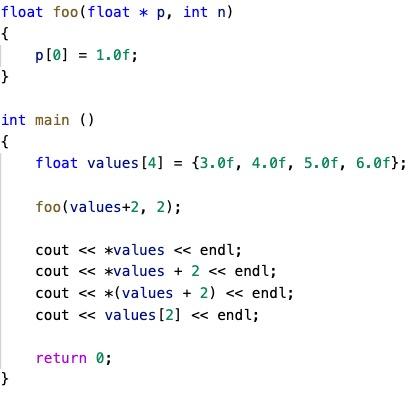 float foo(float * p, int n)
{
    p[0] = 1.0f;
}

int main ()
{
    float values[4] = {3.0f, 4.0f, 5.0f, 6.0f};

    foo(values+2, 2);

    cout << *values << endl;
    cout << *values + 2 << endl;
    cout << *(values + 2) << endl;
    cout << values[2] << endl;

    return 0;
}